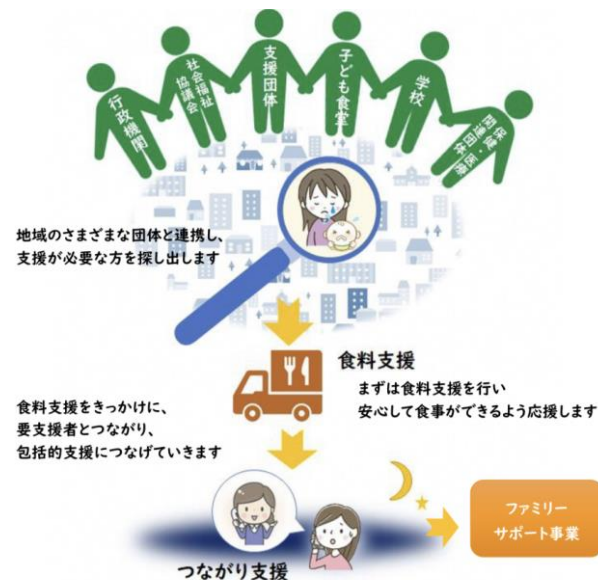 行政機関
社会福祉
協議会
支援団体
子ども食堂
学校
保健・医療
関連団体
地域のさまざまな団体と連携し、
支援が必要な方を探し出します
食料支援
まずは食料支援を行い
安心して食事ができるよう応援します
食料支援をきっかけに、
要支援者とつながり、
包括的支援につなげていきます
ファミリー
サポート事業
つながり支援